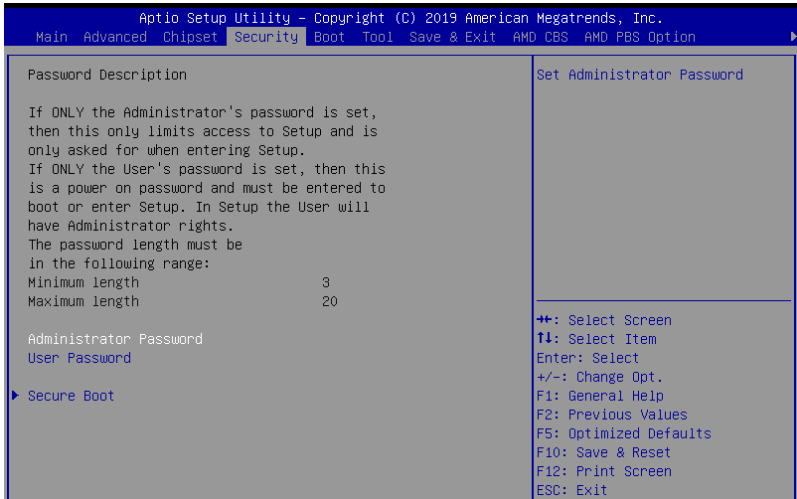 Aptio Setup Utility – Copyright (C) 2019 American Megatrends, Inc.
Main Advanced Chipset Security Boot Tool Save & Exit AMD CBS AMD PBS Option
Password Description
If ONLY the Administrator's password is set,
then this only limits access to Setup and is
only asked for when entering Setup.
If ONLY the User's password is set, then this
is a power on password and must be entered to
boot or enter Setup. In Setup the User will
have Administrator rights.
The password length must be
in the following range:
Minimum length 3
Maximum length 20
Administrator Password
User Password
Secure Boot
Set Administrator Password
→←: Select Screen
↑↓: Select Item
Enter: Select
+/-: Change Opt.
F1: General Help
F2: Previous Values
F5: Optimized Defaults
F10: Save & Reset
F12: Print Screen
ESC: Exit